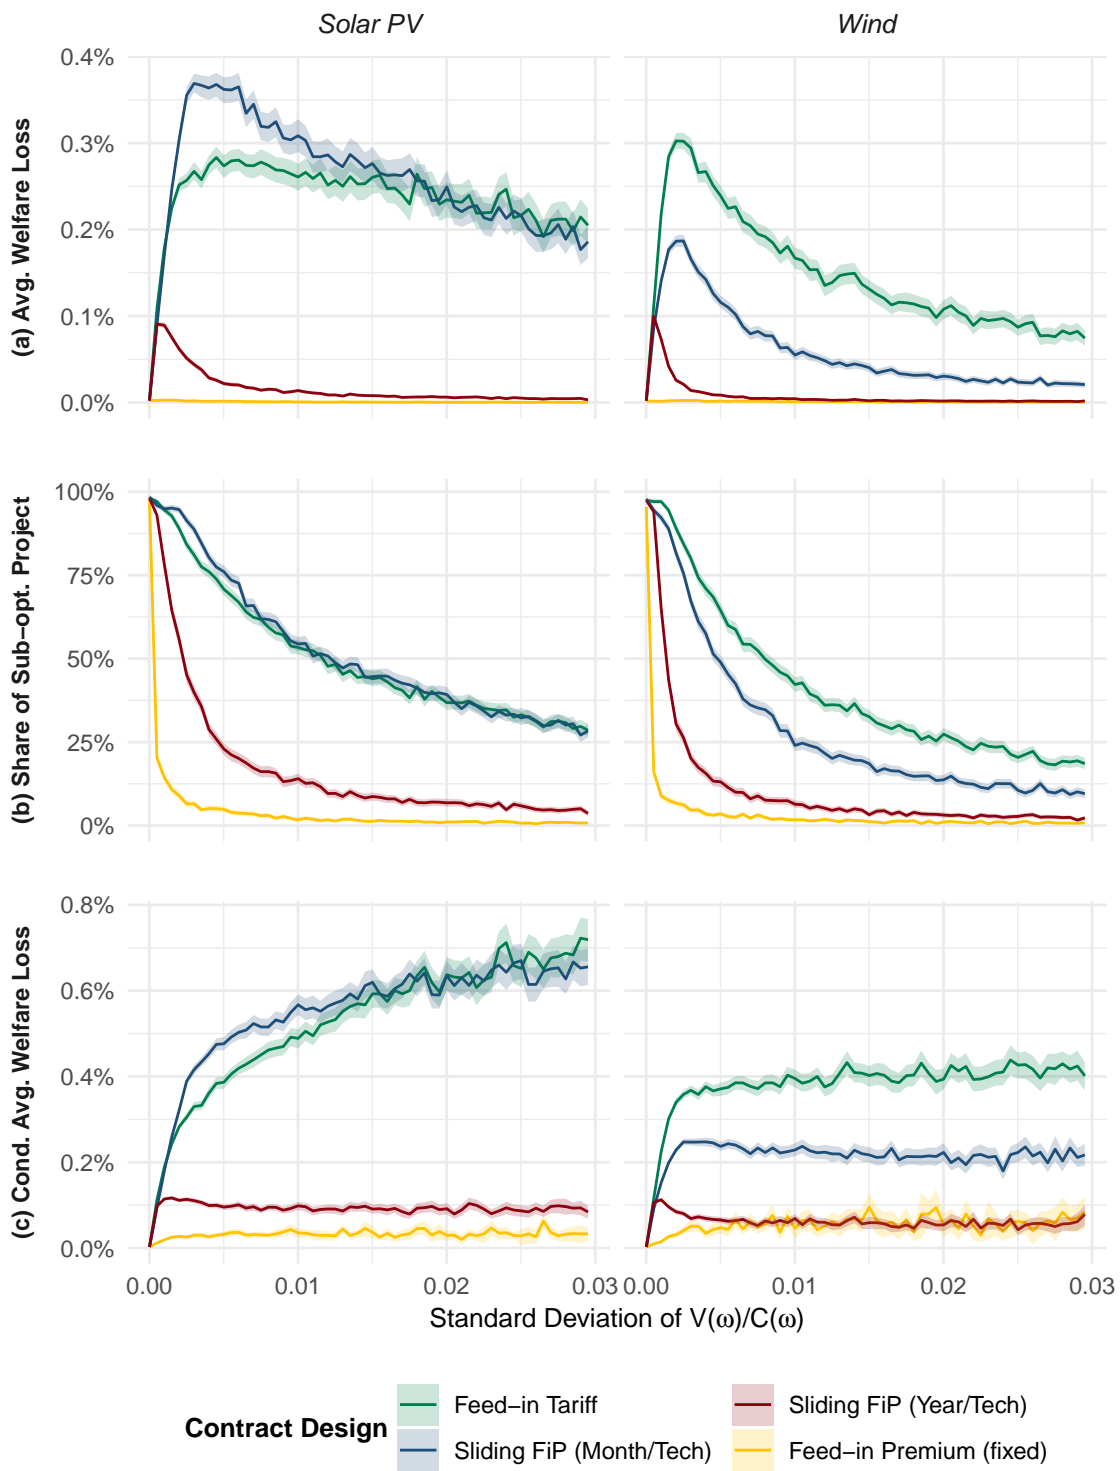 Solar PV
Wind
(a) Avg. Welfare Loss
0.4%
0.3%
0.2%
0.1%
0.0%
(b) Share of Sub−opt. Project
100%
75%
50%
25%
0%
(c) Cond. Avg. Welfare Loss
0.8%
0.6%
0.4%
0.2%
0.0%
0.00
0.01
0.02
0.03
0.00
0.01
0.02
0.03
Standard Deviation of V(ω)/C(ω)
Contract Design
Feed−in Tariff
Sliding FiP (Month/Tech)
Sliding FiP (Year/Tech)
Feed−in Premium (fixed)